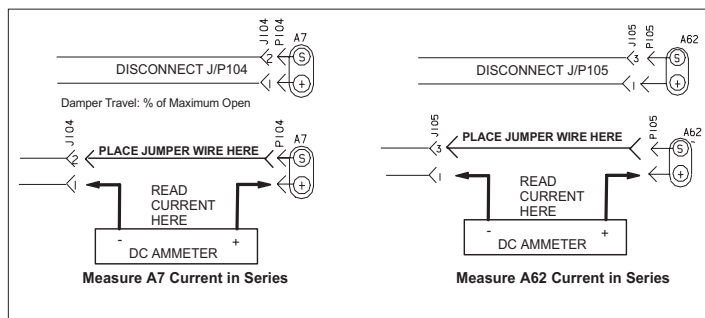 J104
P104
A7
2
S
DISCONNECT J/P104
1
+
Damper Travel: % of Maximum Open
J104
P104
A7
PLACE JUMPER WIRE HERE
2
S
1
+
READ
CURRENT
HERE
- +
DC AMMETER
Measure A7 Current in Series
J105
P105
A62
3
S
DISCONNECT J/P105
1
+
J105
P105
A62
PLACE JUMPER WIRE HERE
3
S
1
+
READ
CURRENT
HERE
- +
DC AMMETER
Measure A62 Current in Series